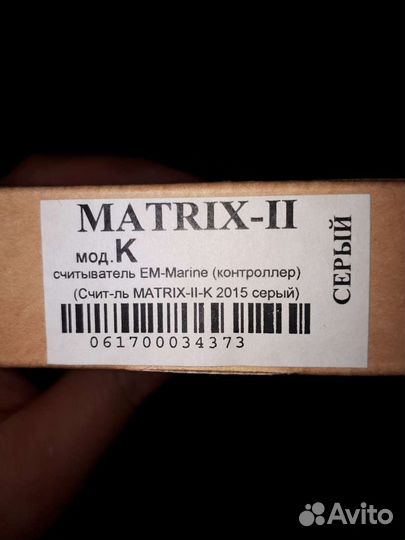 MATRIX-II
мод.K
считыватель EM-Marine (контроллер)
(Счит-ль MATRIX-II-K 2015 серый)
061700034373
СЕРЫЙ
Avito